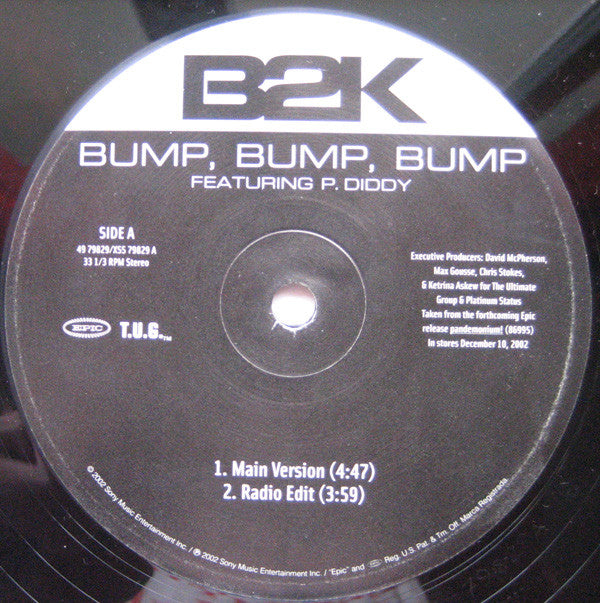 B2K
BUMP, BUMP, BUMP
FEATURING P. DIDDY
SIDE A
49 79829/XSS 79829 A
33 1/3 RPM Stereo
EPIC T.U.G.™
Executive Producers: David McPherson,
Max Gousse, Chris Stokes,
& Ketrina Askew for The Ultimate
Group & Platinum Status
Taken from the forthcoming Epic
release pandemonium! (86995)
In stores December 10, 2002
1. Main Version (4:47)
2. Radio Edit (3:59)
© 2002 Sony Music Entertainment Inc. / ℗ 2002 Sony Music Entertainment Inc. / "Epic" and EPIC Reg. U.S. Pat. & Tm. Off. Marca Registrada.